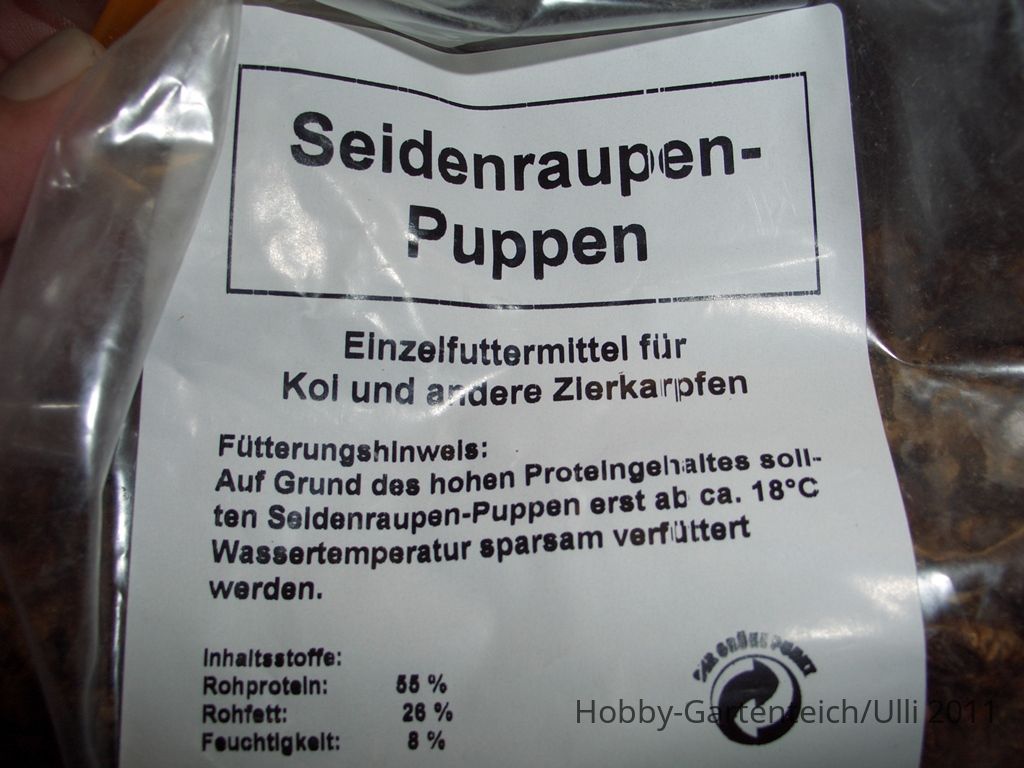 Seidenraupen-
Puppen
Einzelfuttermittel für
Koi und andere Zierkarpfen
Fütterungshinweis:
Auf Grund des hohen Proteingehaltes soll-
ten Seidenraupen-Puppen erst ab ca. 18°C
Wassertemperatur sparsam verfüttert
werden.
Inhaltsstoffe:
Rohprotein: 55 %
Rohfett: 26 %
Feuchtigkeit: 8 %
DER GRÜNE PUNKT
Hobby-Gartenteich/Ulli 2011